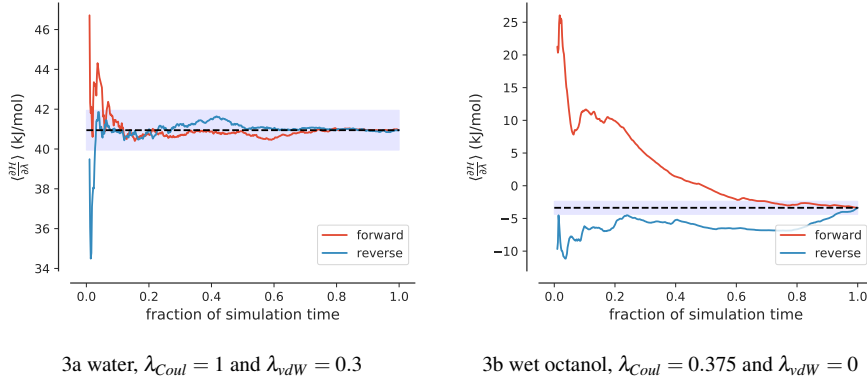 46
44
42
40
38
36
34
⟨∂ℋ/∂λ⟩ (kJ/mol)
0.0 0.2 0.4 0.6 0.8 1.0
fraction of simulation time
forward
reverse
25
20
15
10
5
0
−5
−10
⟨∂ℋ/∂λ⟩ (kJ/mol)
0.0 0.2 0.4 0.6 0.8 1.0
fraction of simulation time
forward
reverse
3a water, λCoul = 1 and λvdW = 0.3
3b wet octanol, λCoul = 0.375 and λvdW = 0